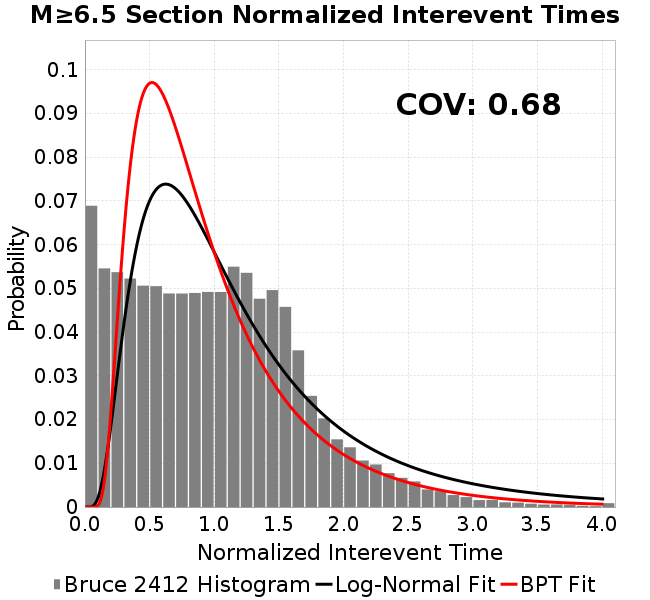 M≥6.5 Section Normalized Interevent Times
COV: 0.68
Probability
0.1
0.09
0.08
0.07
0.06
0.05
0.04
0.03
0.02
0.01
0
0.0 0.5 1.0 1.5 2.0 2.5 3.0 3.5 4.0
Normalized Interevent Time
Bruce 2412 Histogram Log-Normal Fit BPT Fit